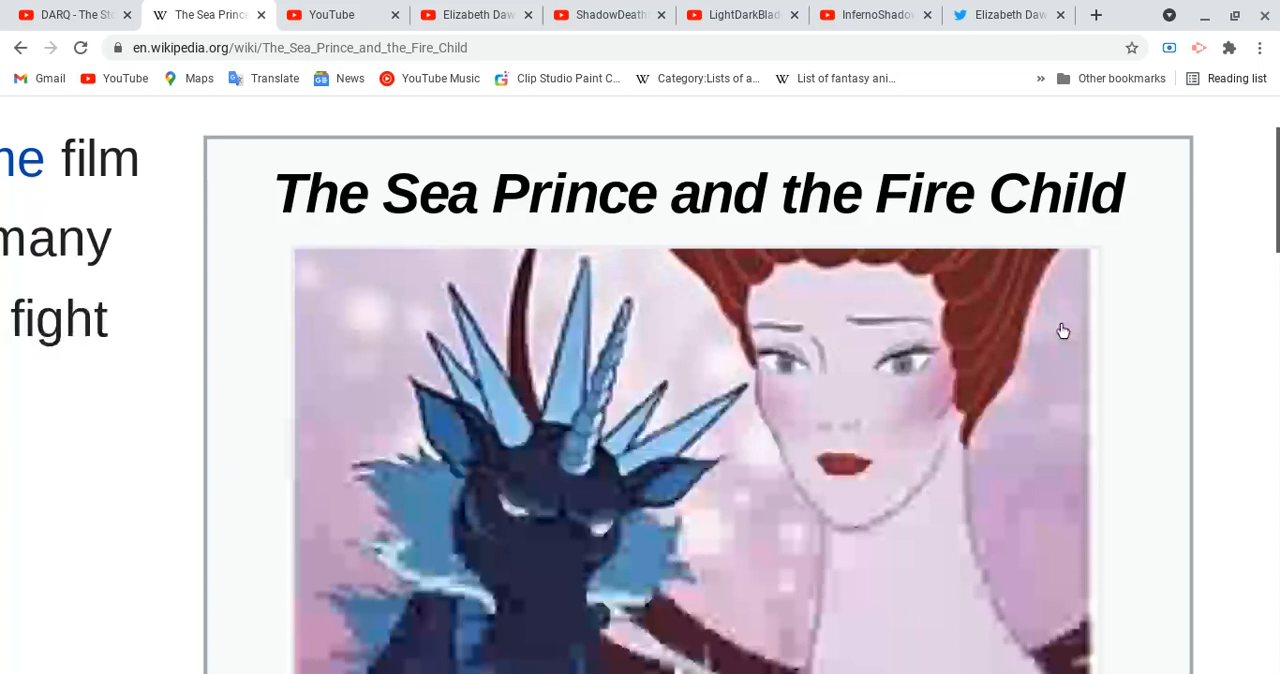 DARQ - The St
The Sea Prince
YouTube
Elizabeth Daw
ShadowDeath
LightDarkBlad
InfernoShadow
Elizabeth Daw
en.wikipedia.org/wiki/The_Sea_Prince_and_the_Fire_Child
Gmail
YouTube
Maps
Translate
News
YouTube Music
Clip Studio Paint C...
Category:Lists of a...
List of fantasy ani...
»
Other bookmarks
Reading list
ne film
many
fight
The Sea Prince and the Fire Child